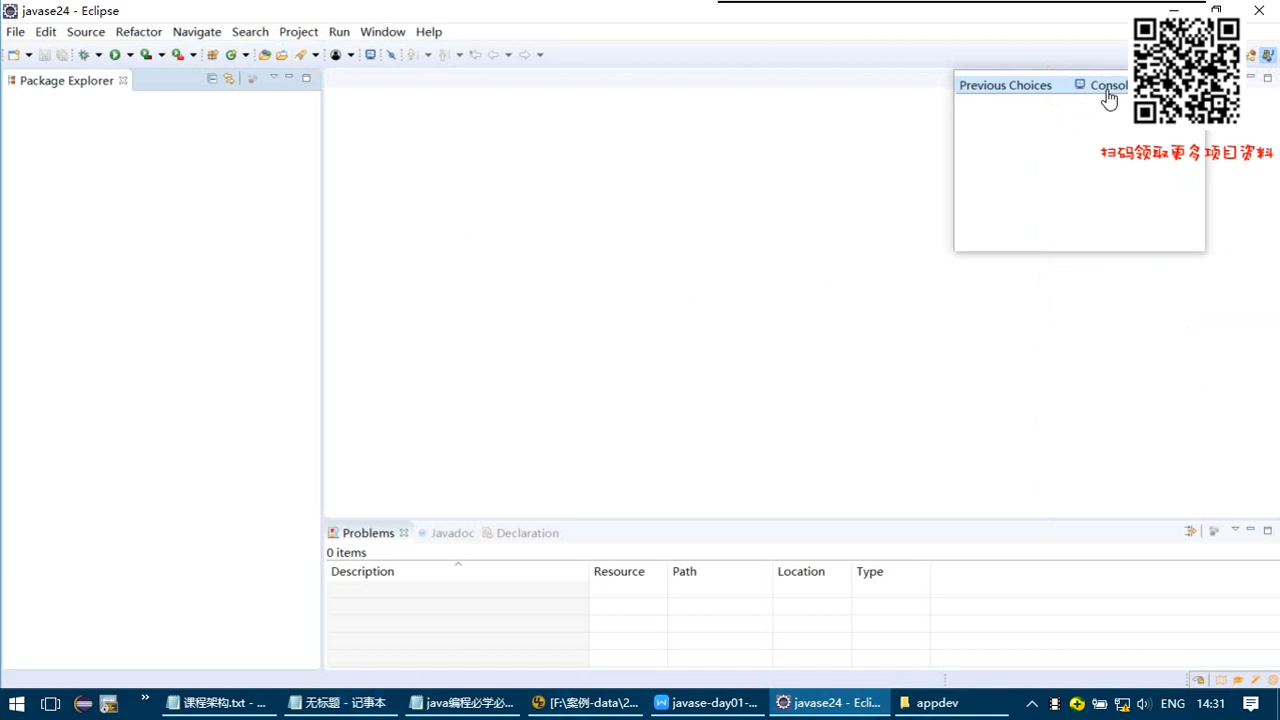 javase24 - Eclipse
File Edit Source Refactor Navigate Search Project Run Window Help
Package Explorer
Previous Choices Consol
扫码领取更多项目资料
Problems Javadoc Declaration
0 items
Description Resource Path Location Type
课程架构.txt - ... 无标题 - 记事本 java编程必学必... [F:\案例-data\2... javase-day01-... javase24 - Ecli... appdev 14:31